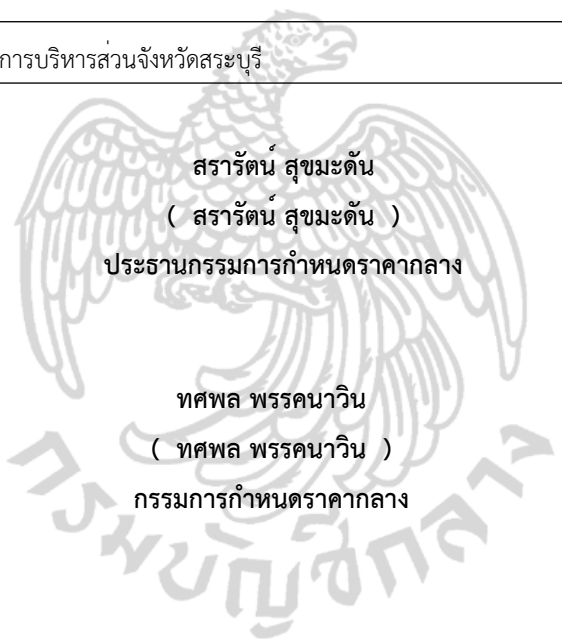 การบริหารส่วนจังหวัดสระบุรี
สรารัตน์ สุขมะดัน
( สรารัตน์ สุขมะดัน )
ประธานกรรมการกำหนดราคากลาง
ทศพล พรรคนาวิน
( ทศพล พรรคนาวิน )
กรรมการกำหนดราคากลาง
กรมบัญชีกลาง